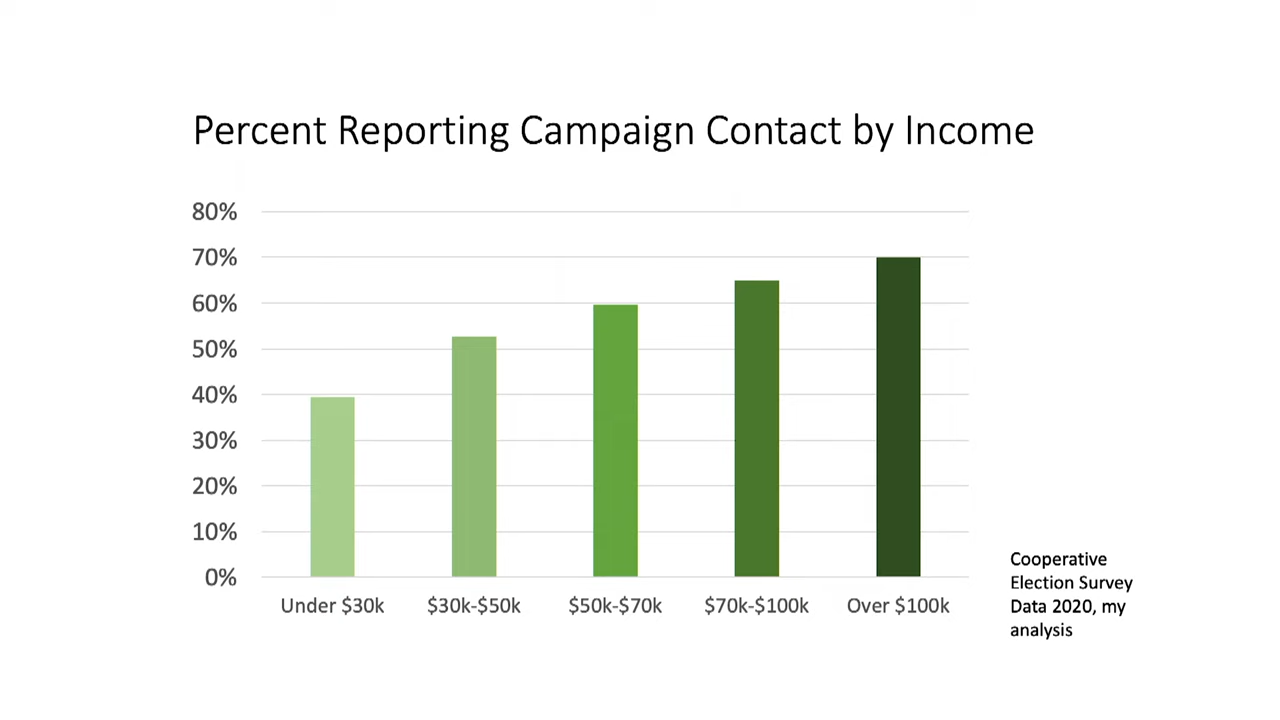 Percent Reporting Campaign Contact by Income
80%
70%
60%
50%
40%
30%
20%
10%
0%
Under $30k
$30k-$50k
$50k-$70k
$70k-$100k
Over $100k
Cooperative
Election Survey
Data 2020, my
analysis